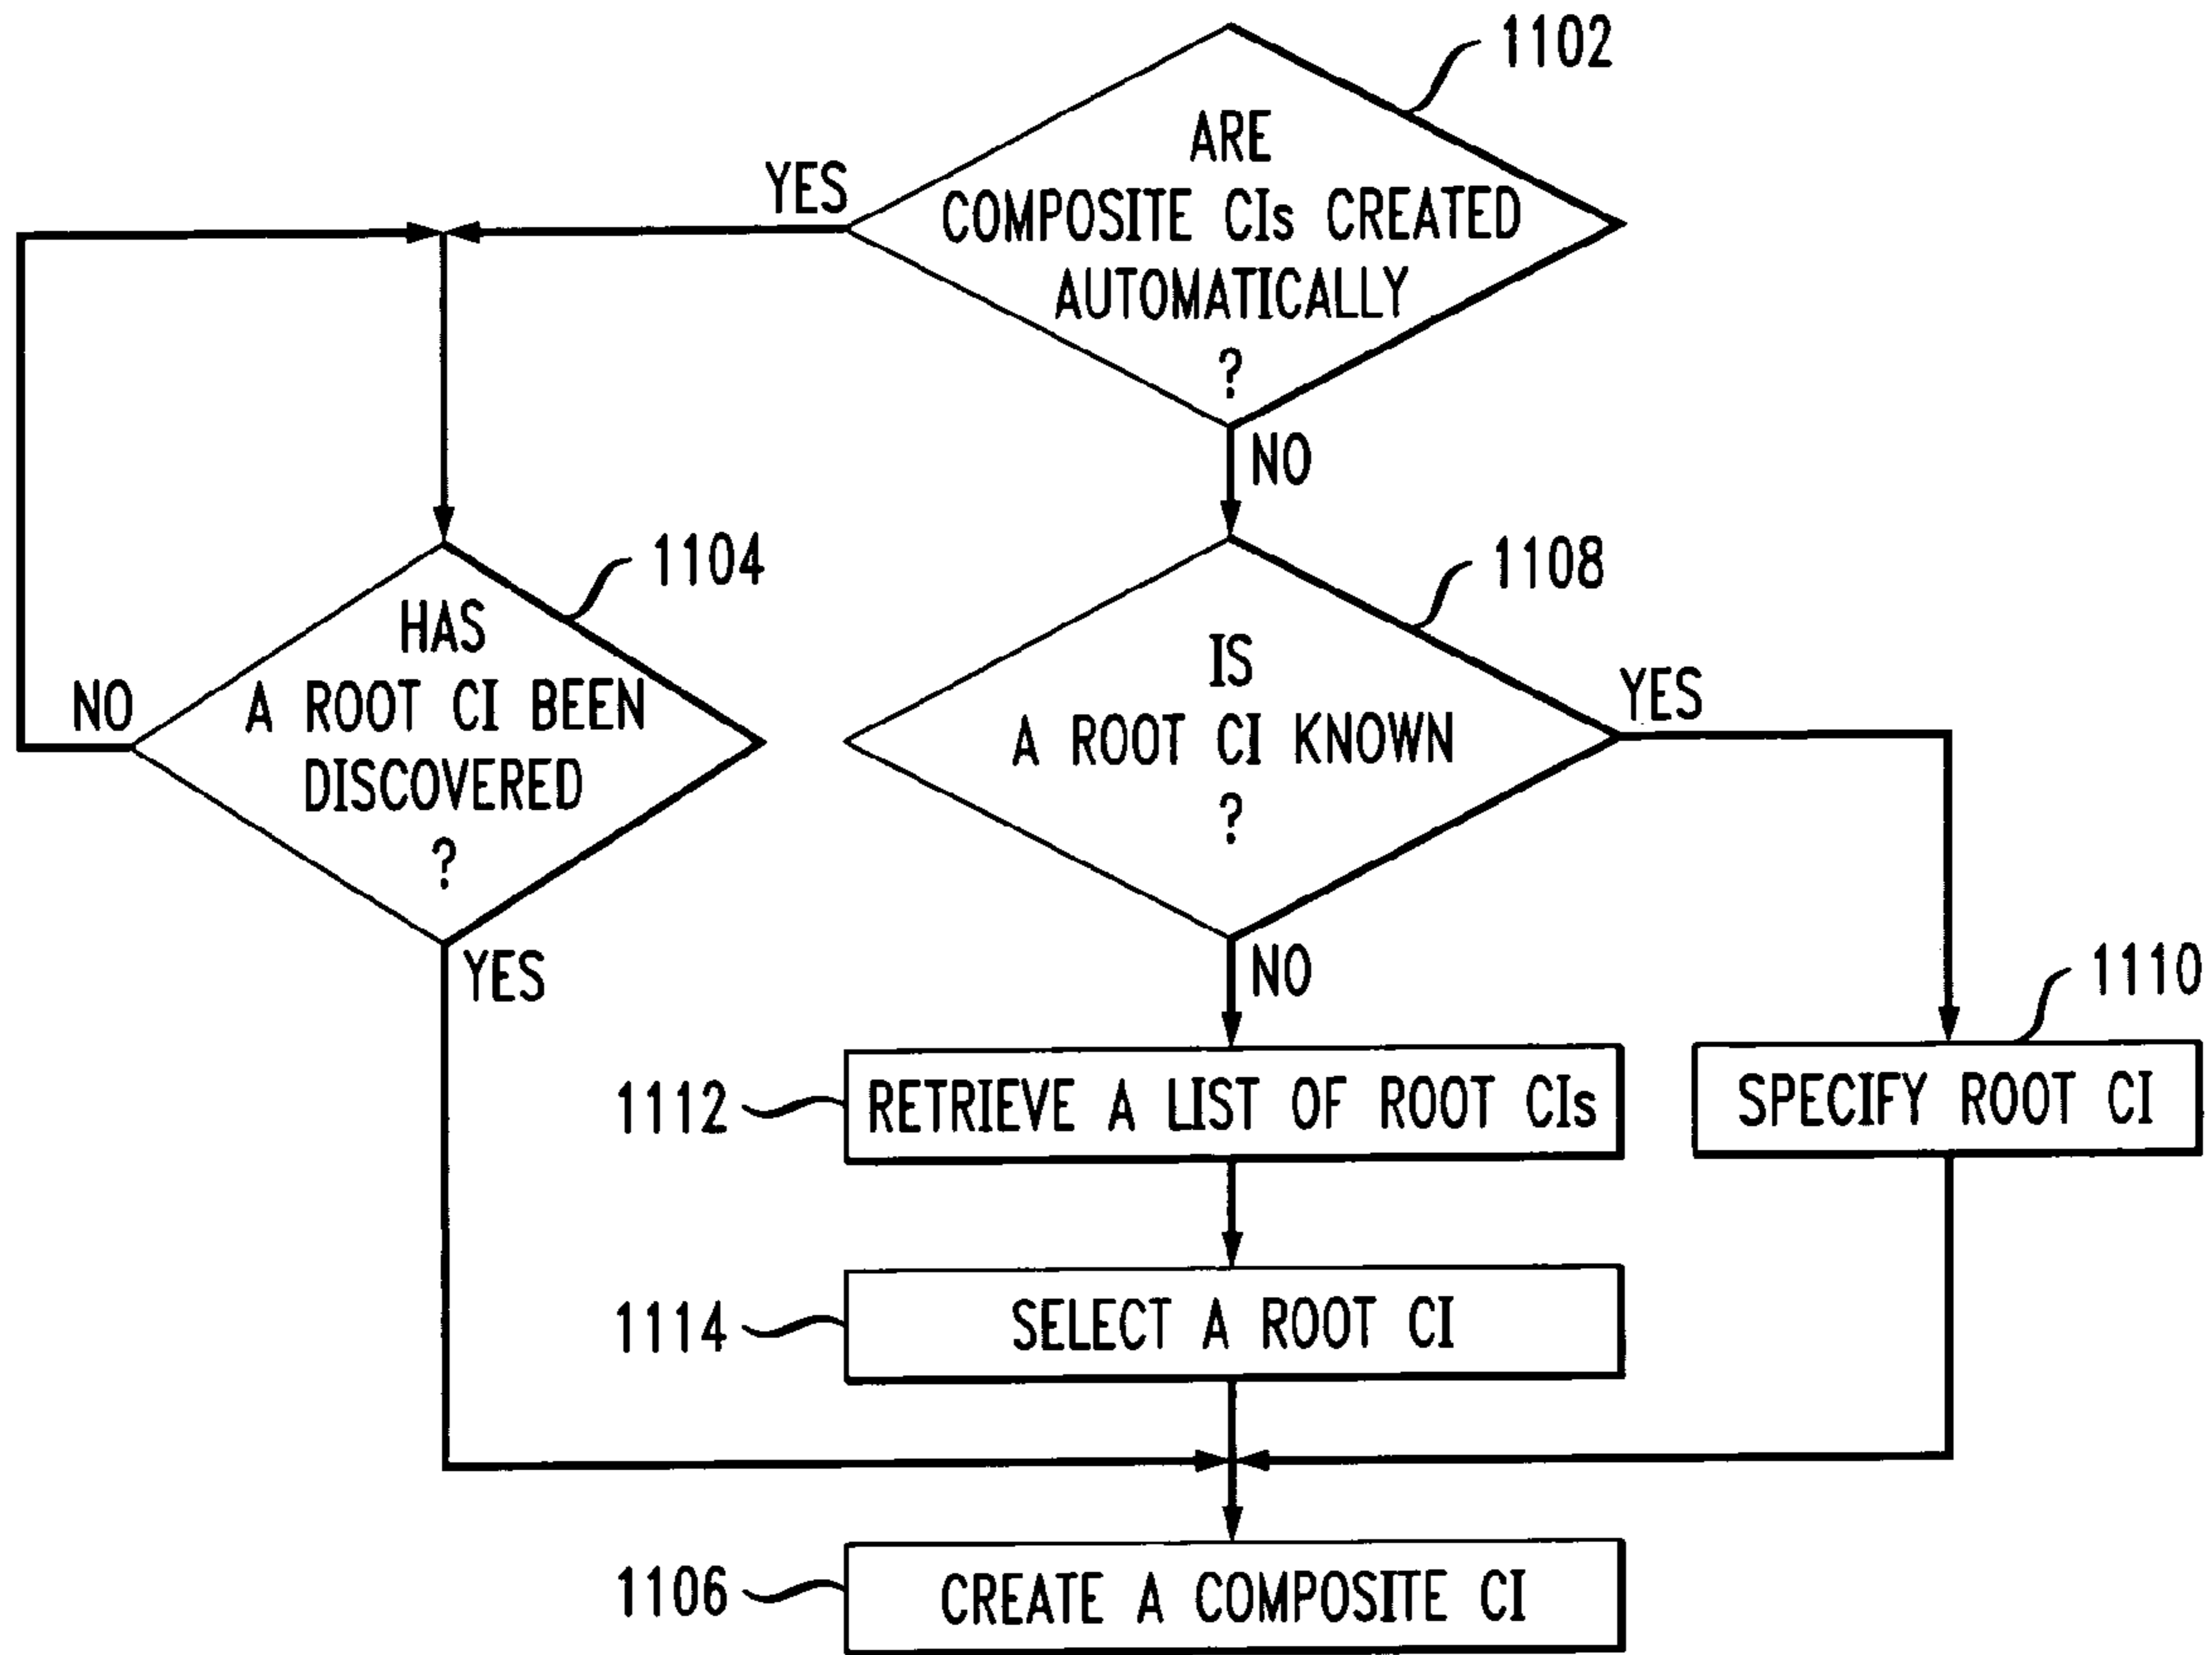 1102
ARE
COMPOSITE CIs CREATED
AUTOMATICALLY
?
YES
NO
1104
HAS
A ROOT CI BEEN
DISCOVERED
?
NO
YES
1108
IS
A ROOT CI KNOWN
?
YES
NO
1110
SPECIFY ROOT CI
1112
RETRIEVE A LIST OF ROOT CIs
1114
SELECT A ROOT CI
1106
CREATE A COMPOSITE CI